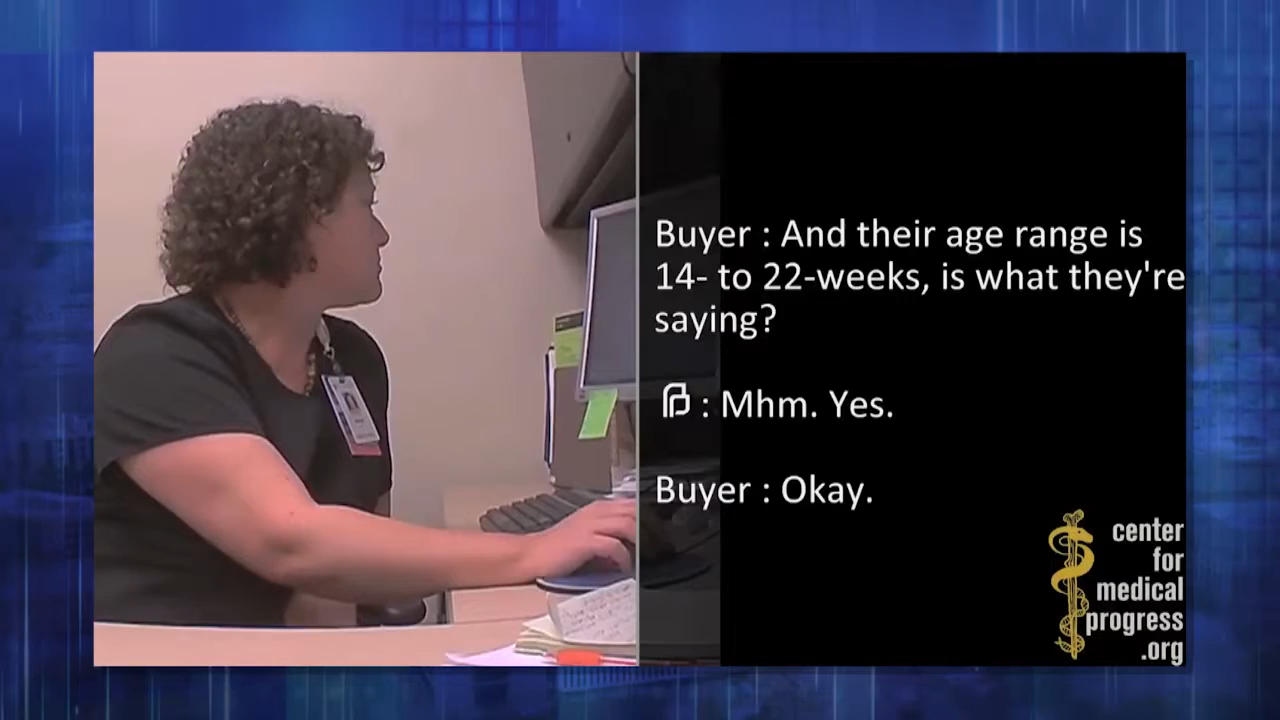 Buyer : And their age range is
14- to 22-weeks, is what they're
saying?
: Mhm. Yes.
Buyer : Okay.
center
for
medical
progress
.org